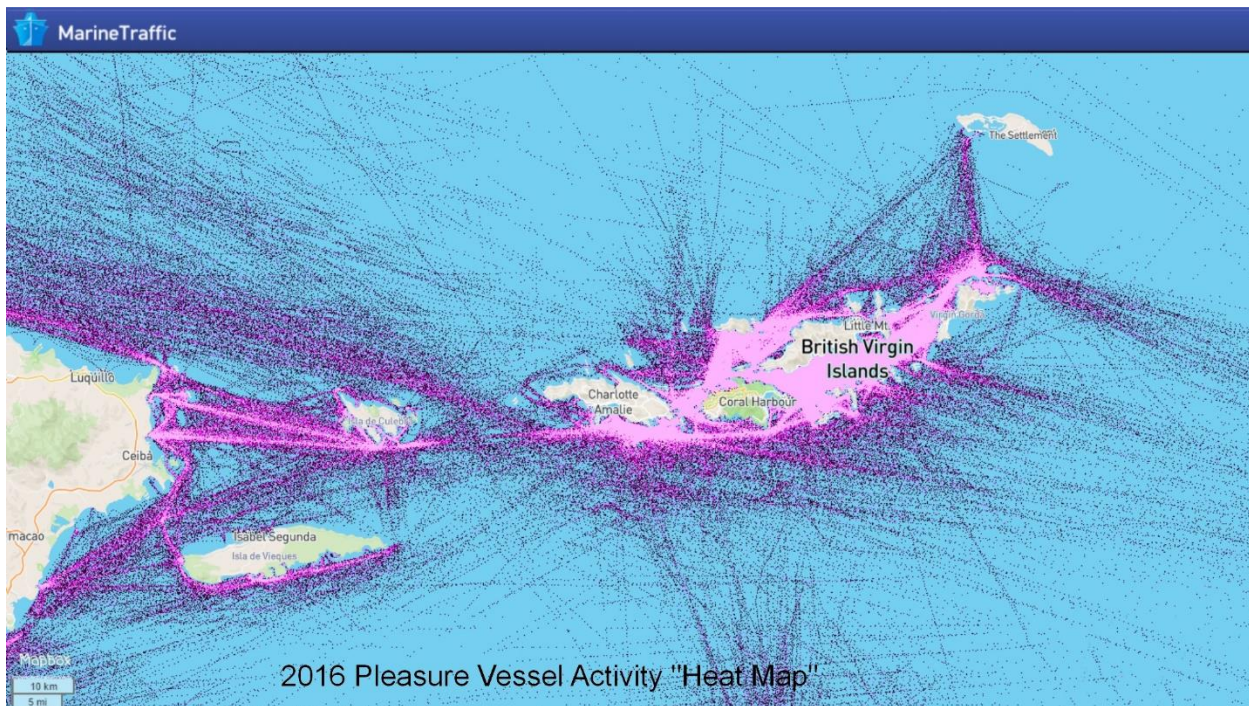 MarineTraffic
The Settlement
Virgin Gorda
Little Mt.
British Virgin
Islands
Luquillo
Charlotte
Amalie
Coral Harbour
Isla de Culebra
Ceiba
macao
Isabel Segunda
Isla de Vieques
Mapbox
2016 Pleasure Vessel Activity "Heat Map"
10 km
5 mi